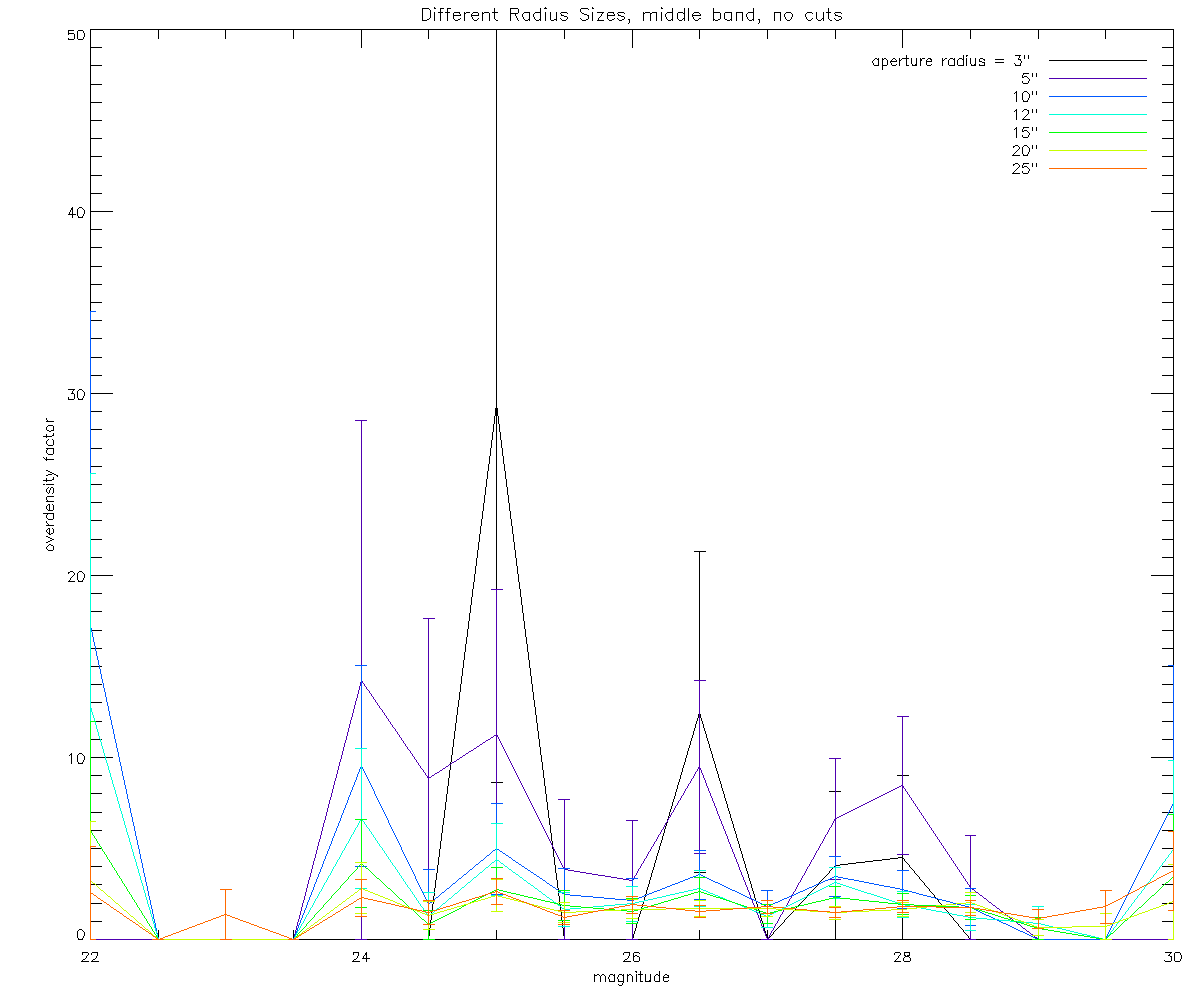 Different Radius Sizes, middle band, no cuts
50
aperture radius = 3"
5"
10"
12"
15"
20"
25"
40
30
overdensity factor
20
10
0
22 24 26 28 30
magnitude